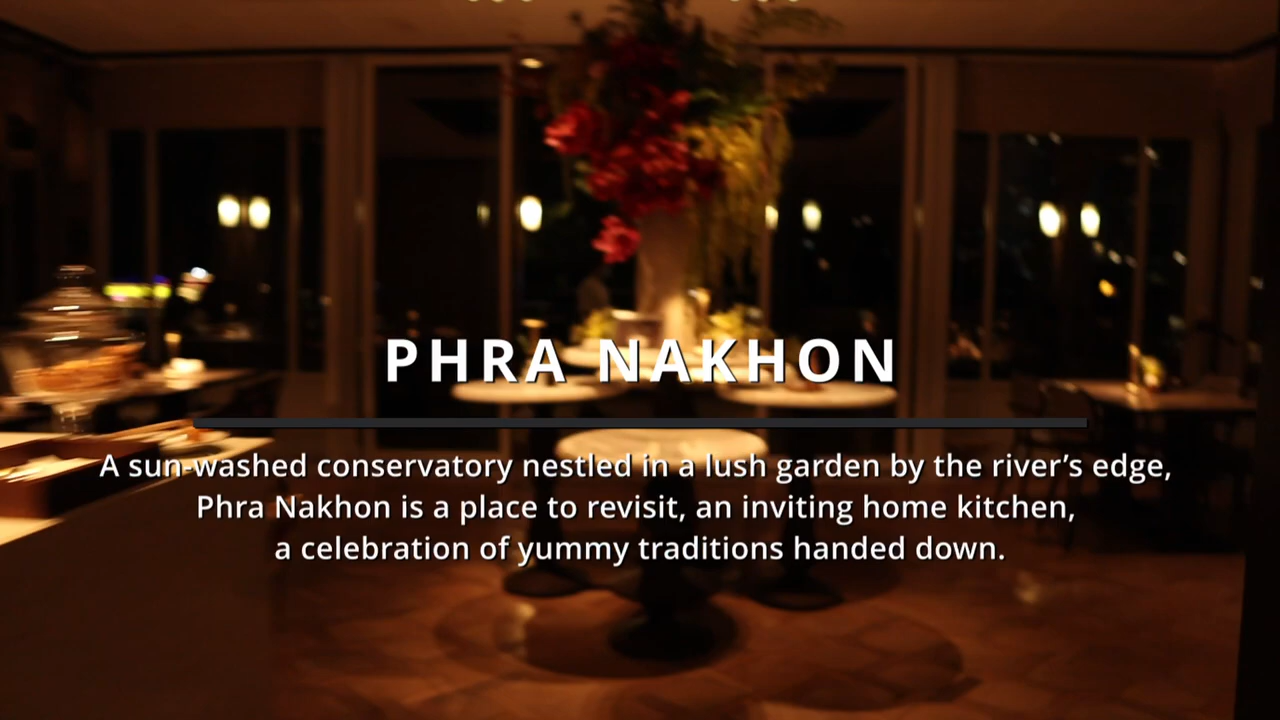 PHRA NAKHON
A sun-washed conservatory nestled in a lush garden by the river’s edge,
Phra Nakhon is a place to revisit, an inviting home kitchen,
a celebration of yummy traditions handed down.